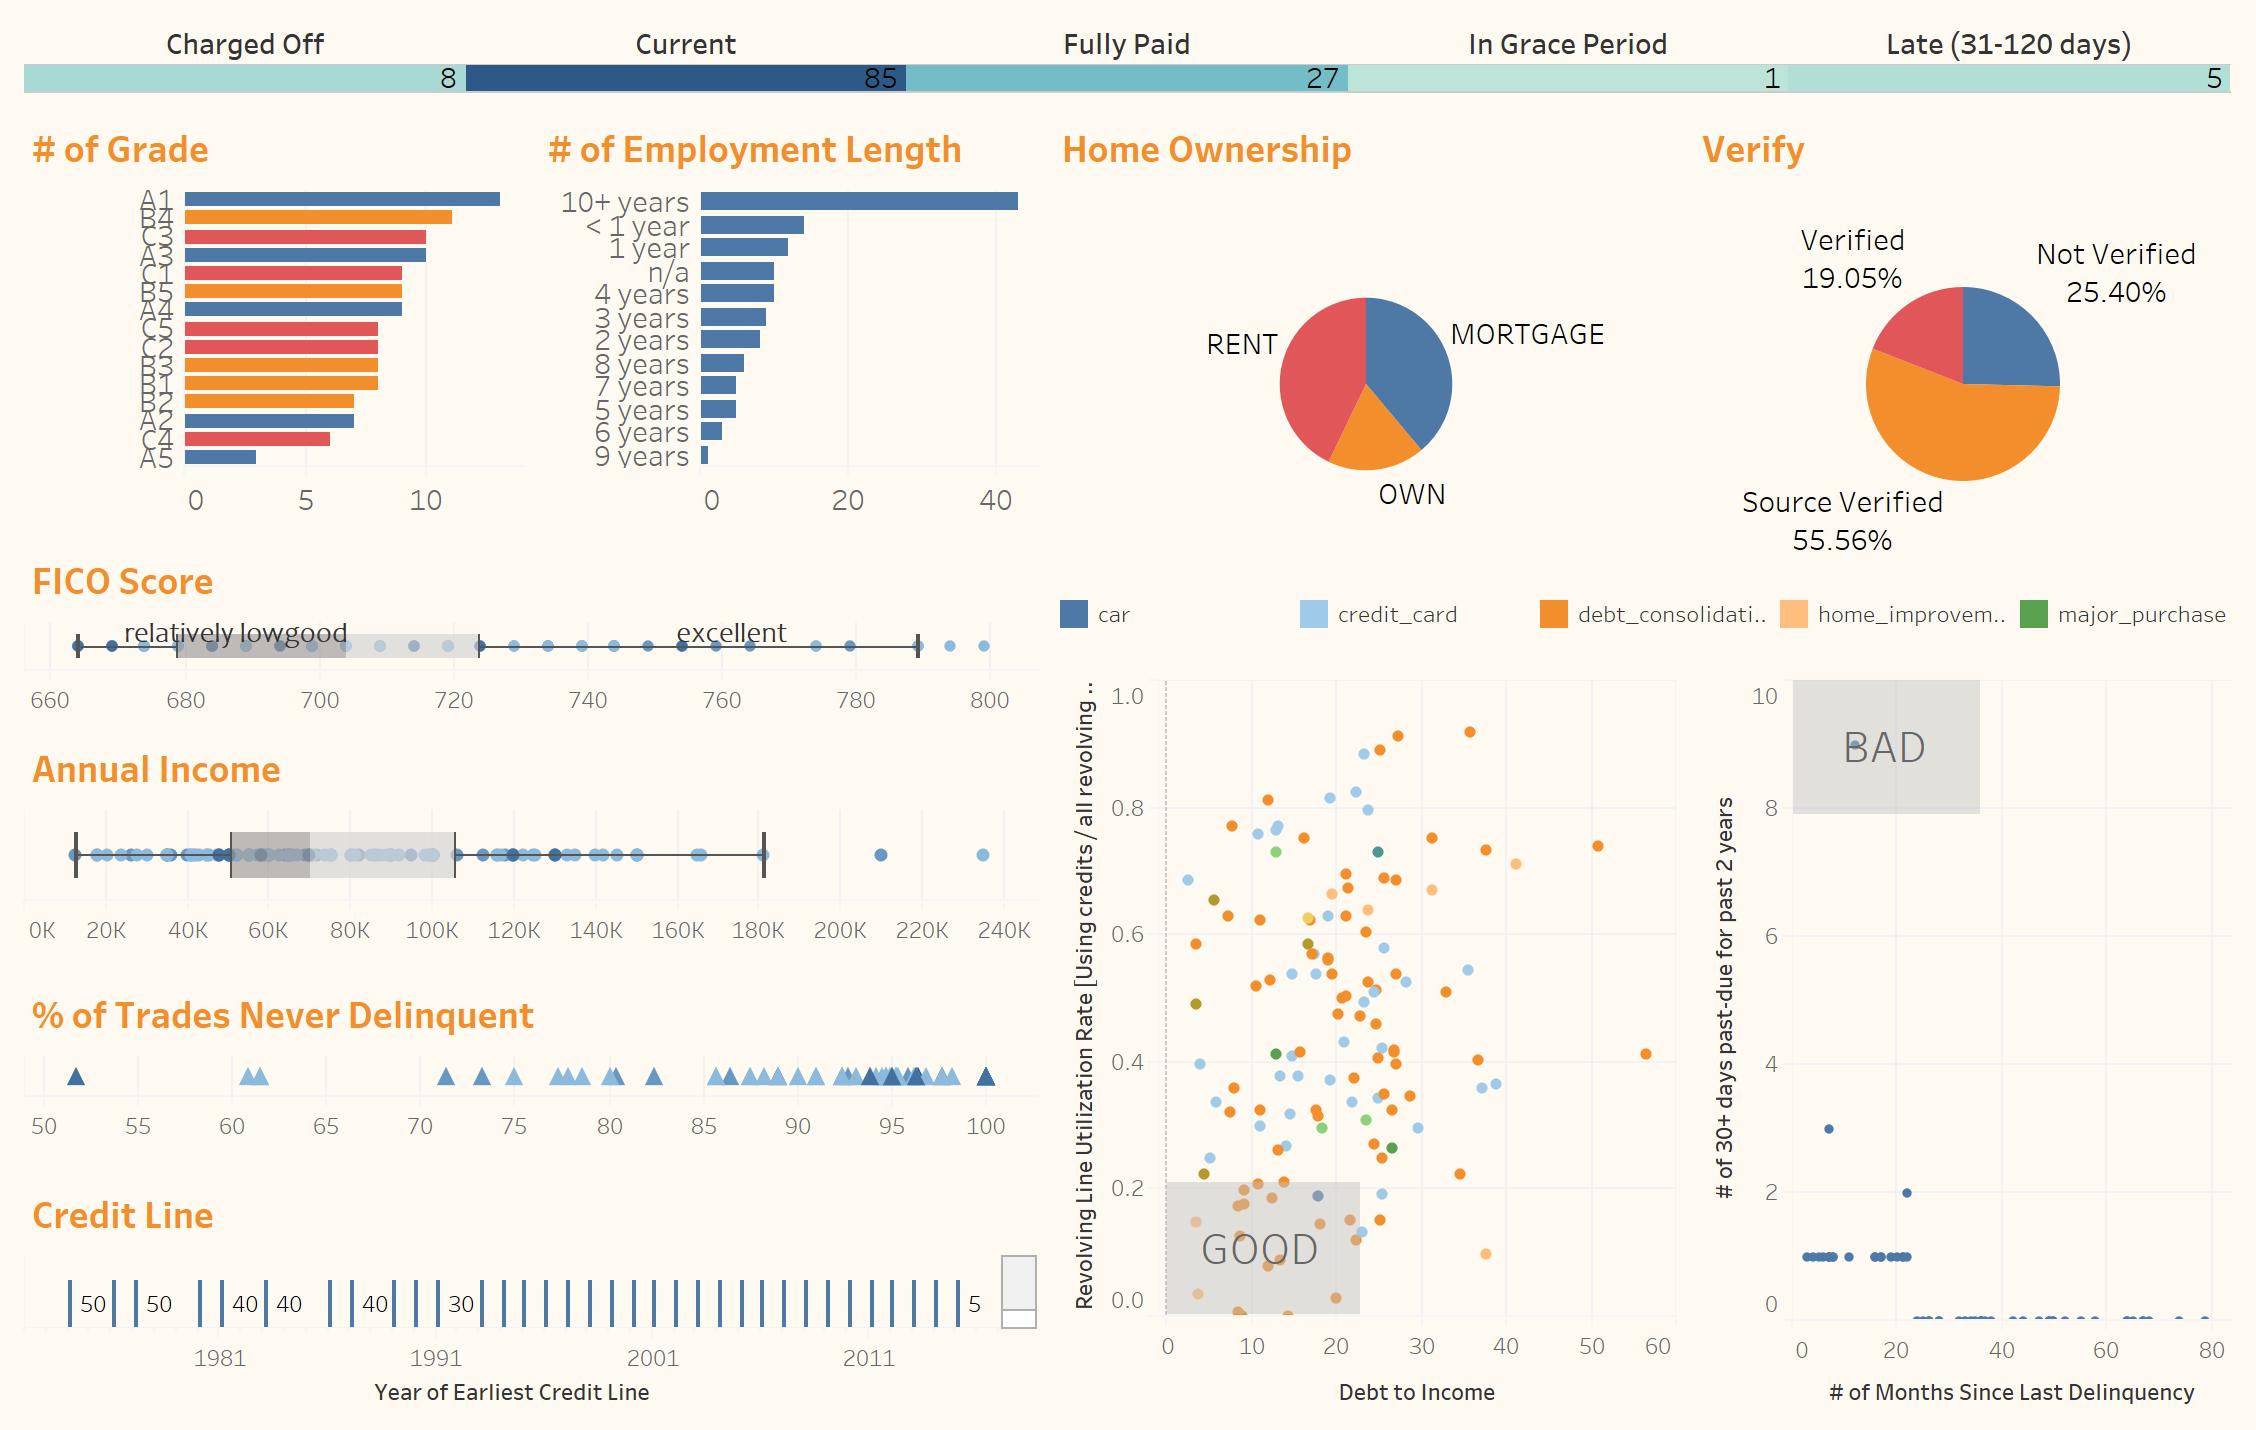 Charged Off
Current
Fully Paid
In Grace Period
Late (31-120 days)
8
85
27
1
5
# of Grade
A1
B4
C3
A3
C1
B5
A4
C5
C2
B3
B1
B2
A2
C4
A5
0 5 10
# of Employment Length
10+ years
< 1 year
1 year
n/a
4 years
3 years
2 years
8 years
7 years
5 years
6 years
9 years
0 20 40
Home Ownership
RENT
MORTGAGE
OWN
Verify
Verified
19.05%
Not Verified
25.40%
Source Verified
55.56%
FICO Score
relatively low
good
excellent
660 680 700 720 740 760 780 800
Annual Income
0K 20K 40K 60K 80K 100K 120K 140K 160K 180K 200K 220K 240K
% of Trades Never Delinquent
50 55 60 65 70 75 80 85 90 95 100
Credit Line
50 50 40 40 40 30 5
1981 1991 2001 2011
Year of Earliest Credit Line
car
credit_card
debt_consolidati..
home_improvem..
major_purchase
Revolving Line Utilization Rate [Using credits / all revolving ..
1.0
0.8
0.6
0.4
0.2
0.0
GOOD
0 10 20 30 40 50 60
Debt to Income
# of 30+ days past-due for past 2 years
10
8
6
4
2
0
BAD
0 20 40 60 80
# of Months Since Last Delinquency